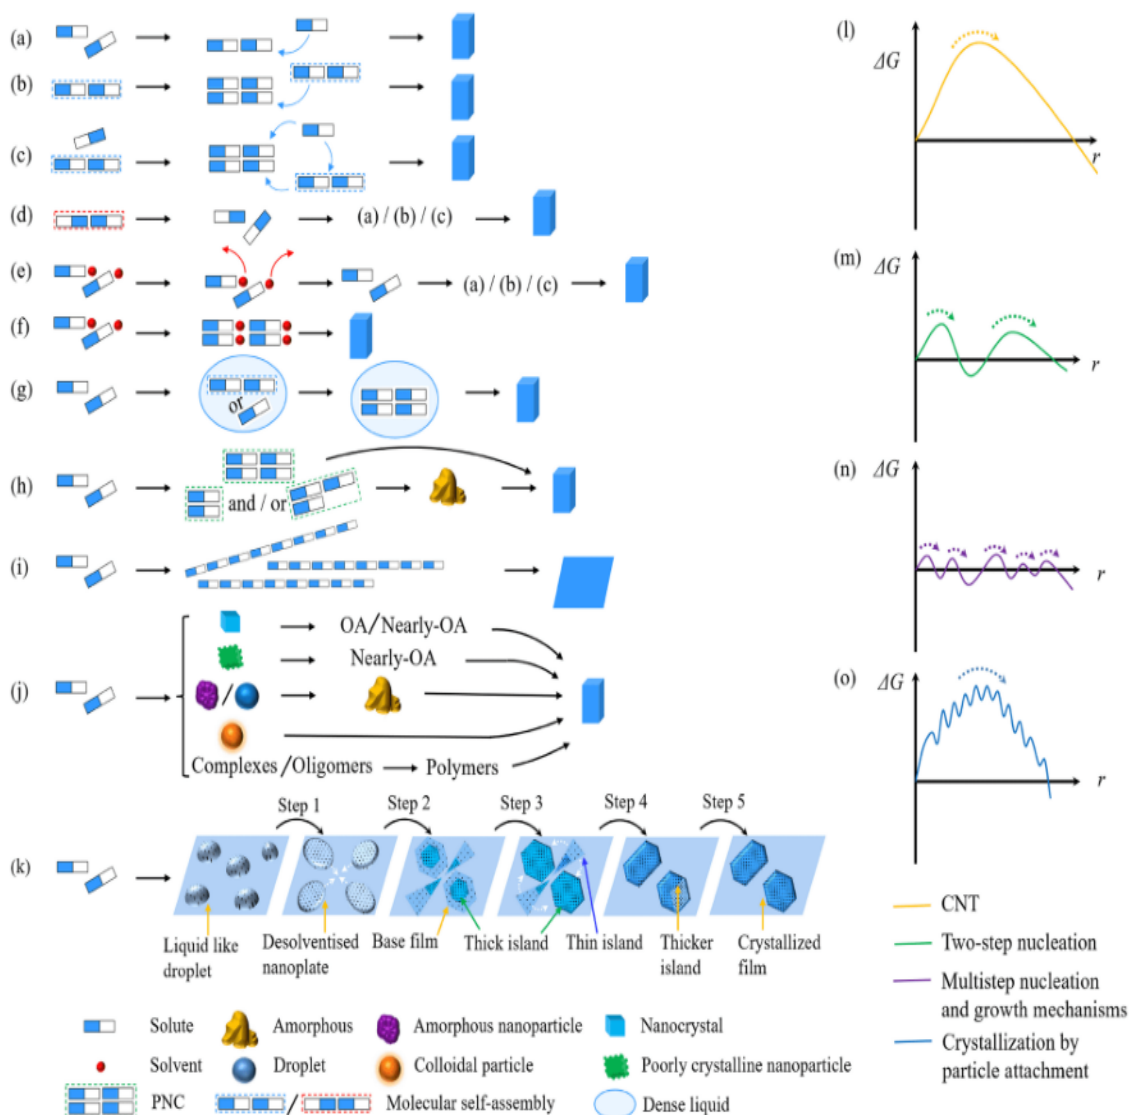 (a)
(b)
(c)
(d)
(a) / (b) / (c)
(e)
(a) / (b) / (c)
(f)
(g)
or
(h)
and / or
(i)
(j)
OA/Nearly-OA
Nearly-OA
/
Complexes /Oligomers
Polymers
(k)
Step 1
Step 2
Step 3
Step 4
Step 5
Liquid like
droplet
Desolventised
nanoplate
Base film
Thick island
Thin island
Thicker
island
Crystallized
film
Solute
Amorphous
Amorphous nanoparticle
Nanocrystal
Solvent
Droplet
Colloidal particle
Poorly crystalline nanoparticle
PNC
/
Molecular self-assembly
Dense liquid
(l)
ΔG
r
(m)
ΔG
r
(n)
ΔG
r
(o)
ΔG
r
CNT
Two-step nucleation
Multistep nucleation
and growth mechanisms
Crystallization by
particle attachment